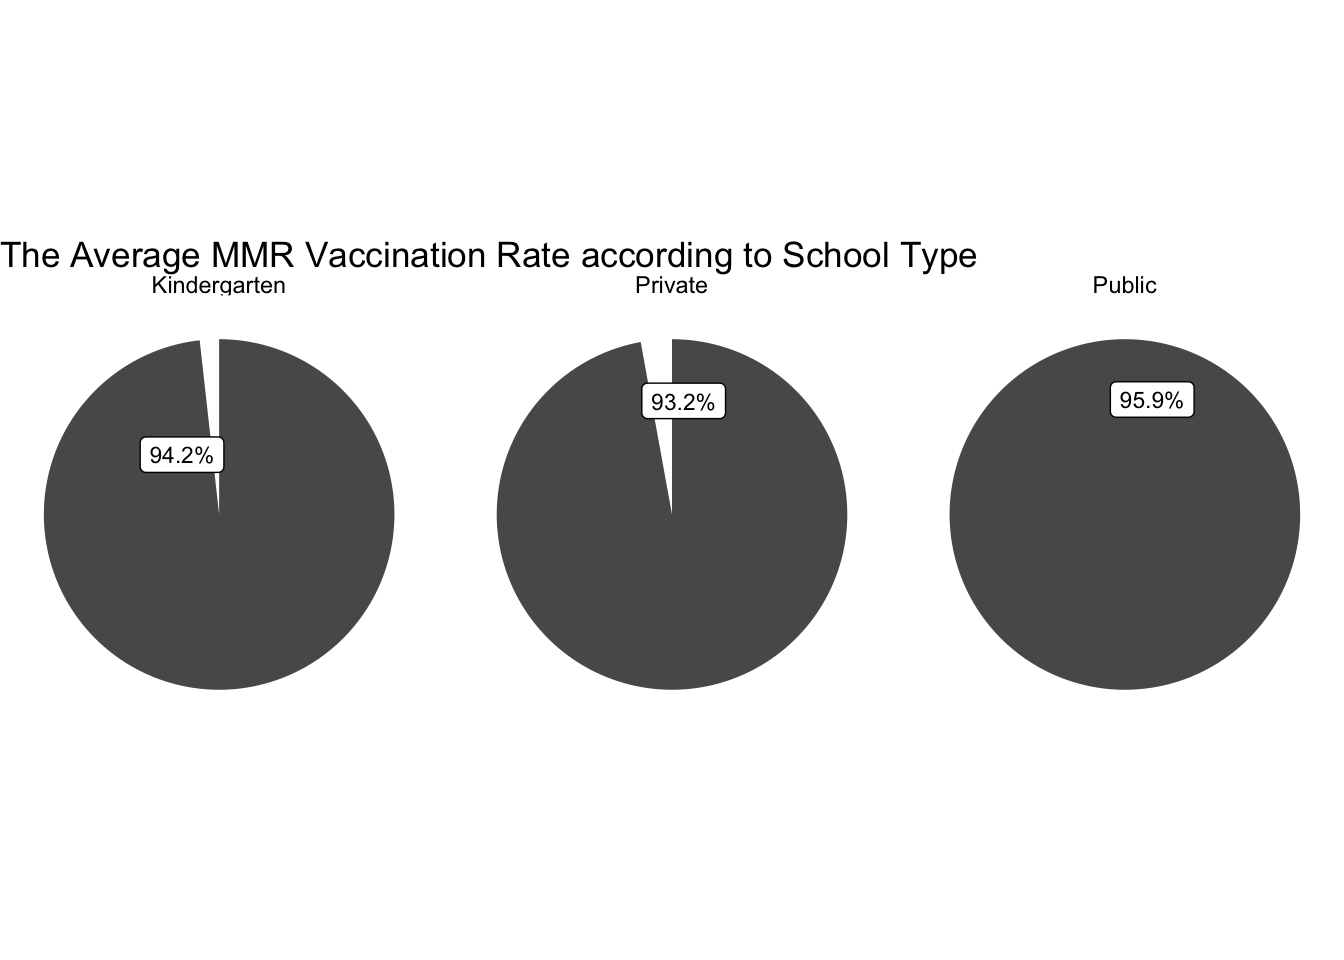 The Average MMR Vaccination Rate according to School Type
Kindergarten
Private
Public
94.2%
93.2%
95.9%